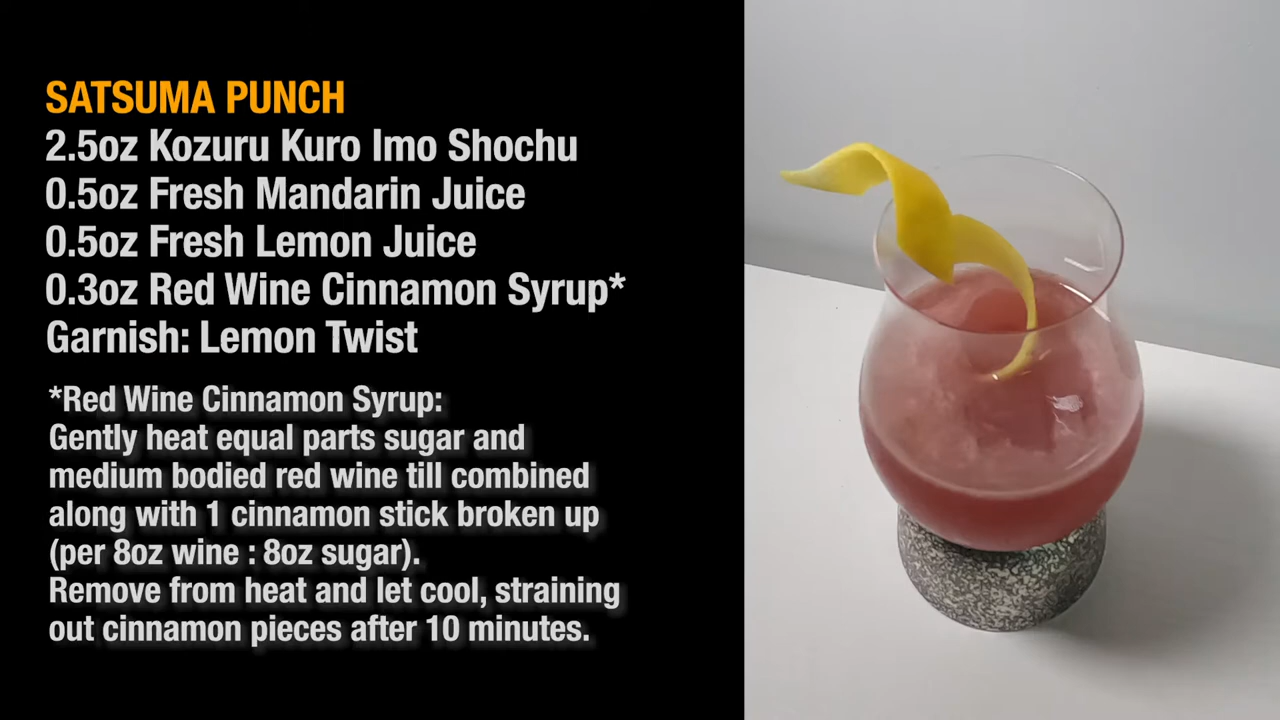 SATSUMA PUNCH
2.5oz Kozuru Kuro Imo Shochu
0.5oz Fresh Mandarin Juice
0.5oz Fresh Lemon Juice
0.3oz Red Wine Cinnamon Syrup*
Garnish: Lemon Twist
*Red Wine Cinnamon Syrup:
Gently heat equal parts sugar and
medium bodied red wine till combined
along with 1 cinnamon stick broken up
(per 8oz wine : 8oz sugar).
Remove from heat and let cool, straining
out cinnamon pieces after 10 minutes.